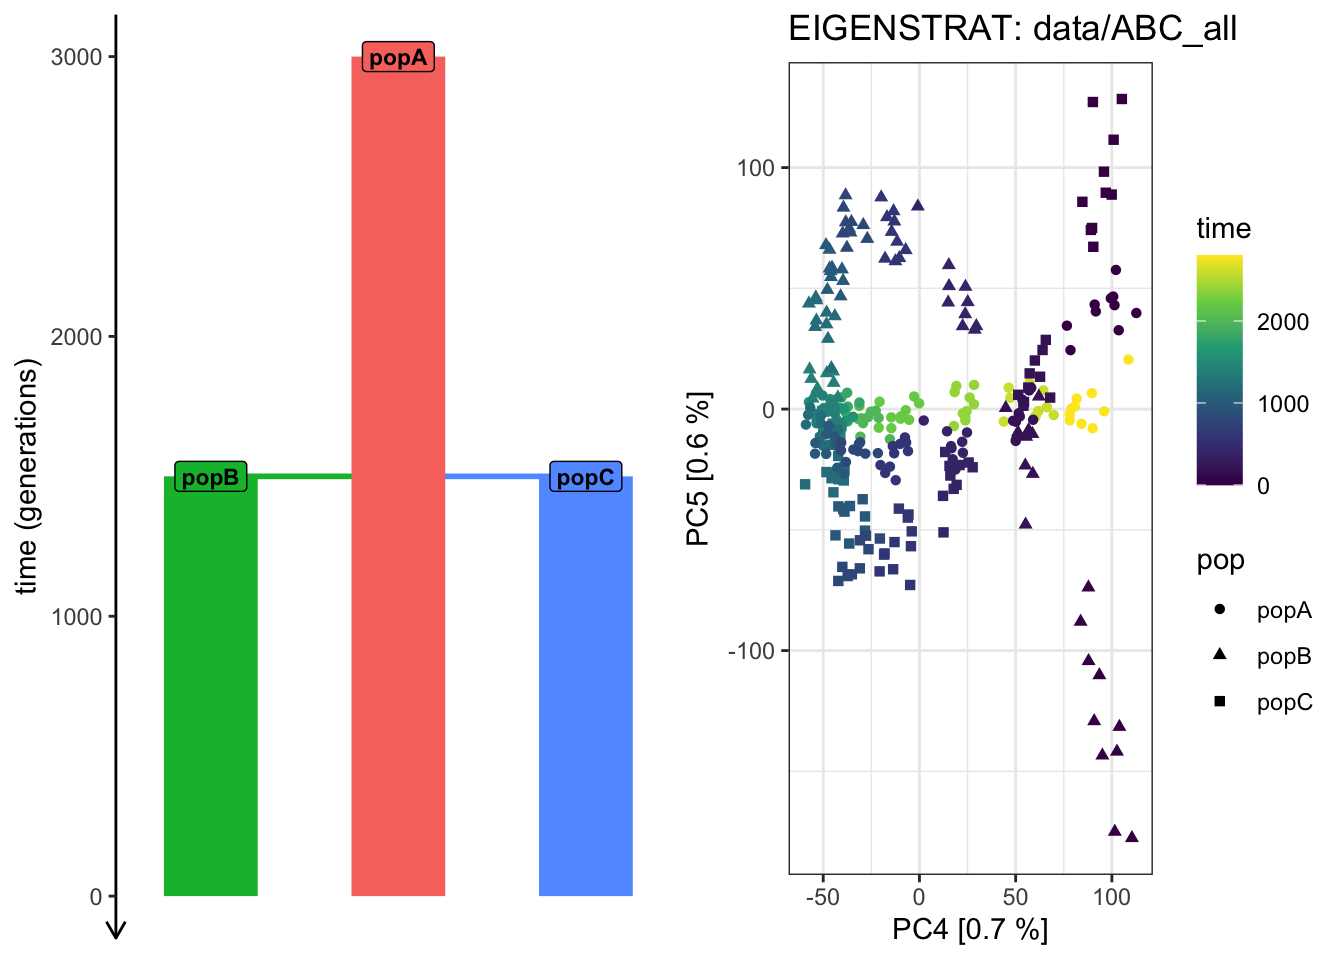 time (generations)
3000
2000
1000
0
popA
popB
popC
EIGENSTRAT: data/ABC_all
PC5 [0.6 %]
100
0
-100
-50
0
50
100
PC4 [0.7 %]
time
2000
1000
0
pop
popA
popB
popC